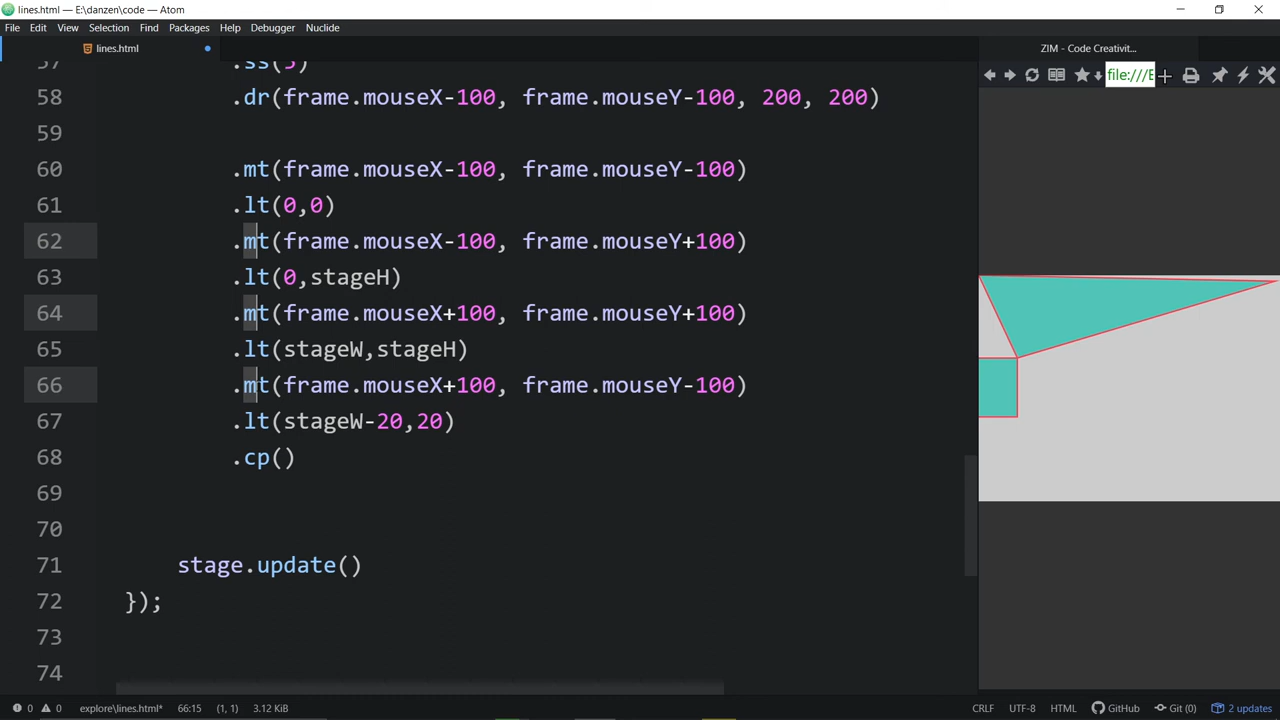 lines.html — E:\danzen\code — Atom
File Edit View Selection Find Packages Help Debugger Nuclide
lines.html
ZIM - Code Creativit...
file:///E
57 .ss(5)
58 .dr(frame.mouseX-100, frame.mouseY-100, 200, 200)
59
60 .mt(frame.mouseX-100, frame.mouseY-100)
61 .lt(0,0)
62 .mt(frame.mouseX-100, frame.mouseY+100)
63 .lt(0,stageH)
64 .mt(frame.mouseX+100, frame.mouseY+100)
65 .lt(stageW,stageH)
66 .mt(frame.mouseX+100, frame.mouseY-100)
67 .lt(stageW-20,20)
68 .cp()
69
70
71 stage.update()
72 });
73
74
0 0 explore\lines.html* 66:15 (1, 1) 3.12 KiB CRLF UTF-8 HTML GitHub Git (0) 2 updates